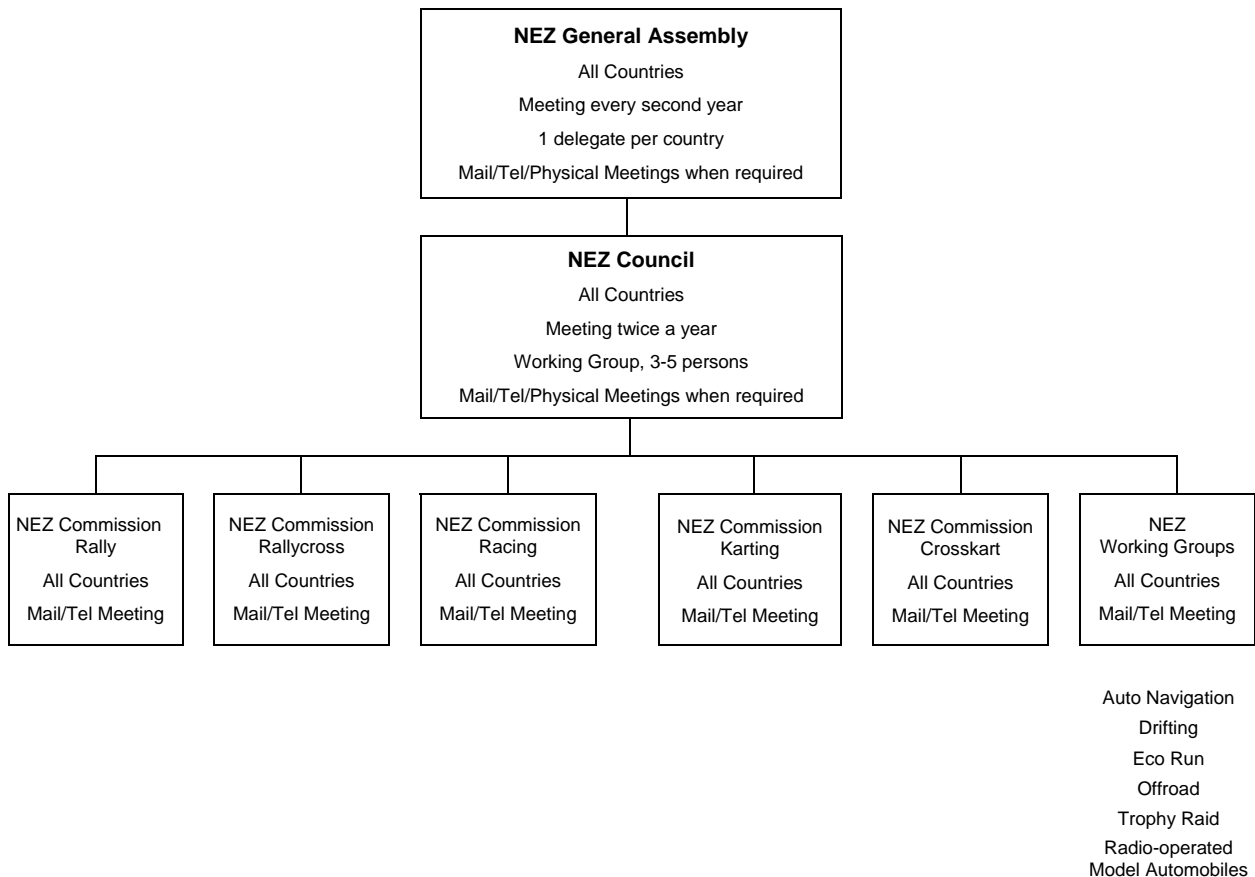 NEZ General Assembly
All Countries
Meeting every second year
1 delegate per country
Mail/Tel/Physical Meetings when required
NEZ Council
All Countries
Meeting twice a year
Working Group, 3-5 persons
Mail/Tel/Physical Meetings when required
NEZ Commission
Rally
All Countries
Mail/Tel Meeting
NEZ Commission
Rallycross
All Countries
Mail/Tel Meeting
NEZ Commission
Racing
All Countries
Mail/Tel Meeting
NEZ Commission
Karting
All Countries
Mail/Tel Meeting
NEZ Commission
Crosskart
All Countries
Mail/Tel Meeting
NEZ
Working Groups
All Countries
Mail/Tel Meeting
Auto Navigation
Drifting
Eco Run
Offroad
Trophy Raid
Radio-operated
Model Automobiles